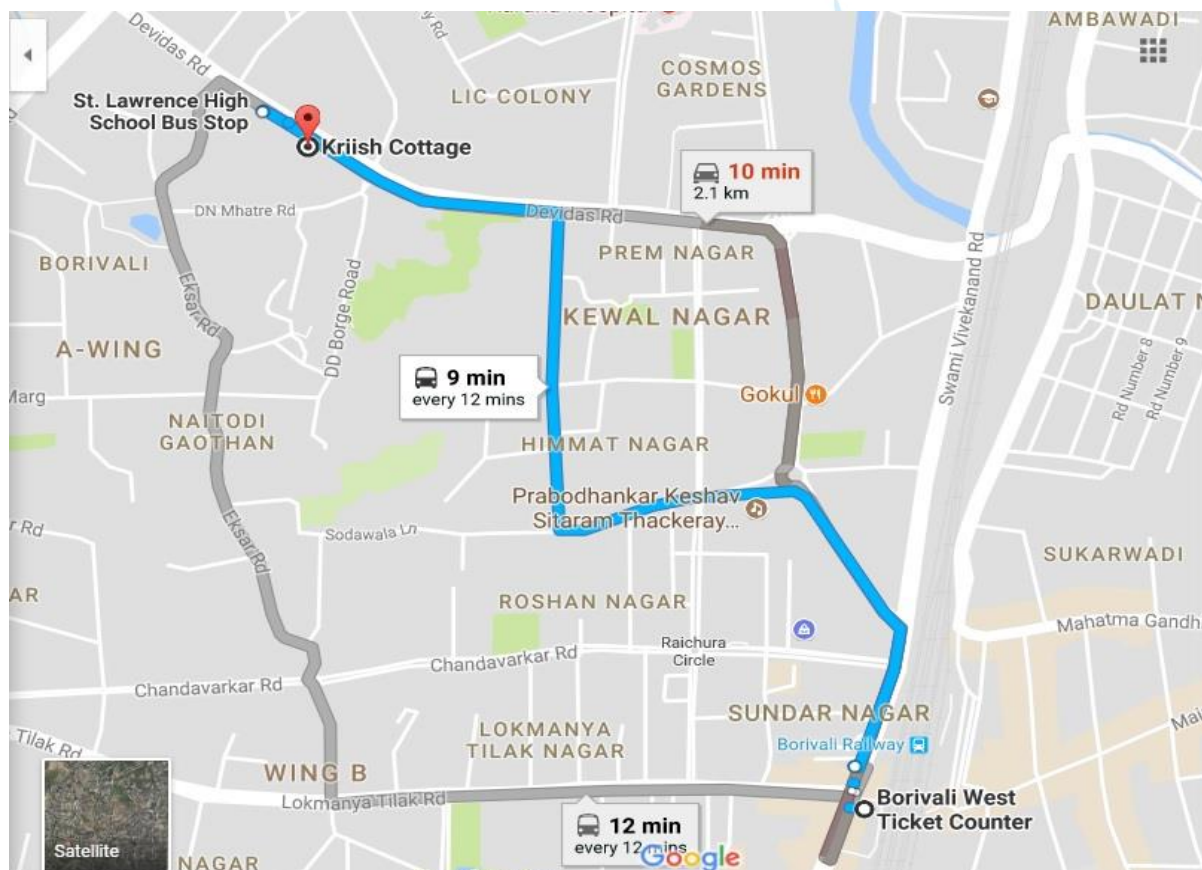 AMBAWADI
Devidas Rd
COSMOS
GARDENS
LIC COLONY
St. Lawrence High
School Bus Stop
Kriish Cottage
10 min
2.1 km
DN Mhatre Rd
Devidas Rd
PREM NAGAR
BORIVALI
Eksar Rd
DD Borge Road
Swami Vivekanand Rd
DAULAT N
KEWAL NAGAR
Rd Number 8
Rd Number 9
A-WING
9 min
every 12 mins
Gokul
Marg
NAITODI
GAOTHAN
HIMMAT NAGAR
Prabodhankar Keshav
Sitaram Thackeray...
Eksar Rd
Sodawala Ln
SUKARWADI
AR
ROSHAN NAGAR
Mahatma Gandh
Raichura
Circle
Chandavarkar Rd
Chandavarkar Rd
SUNDAR NAGAR
LOKMANYA
TILAK NAGAR
Tilak Rd
Borivali Railway
WING B
Lokmanya Tilak Rd
Borivali West
Ticket Counter
12 min
every 12 mins
Google
Satellite
NAGAR